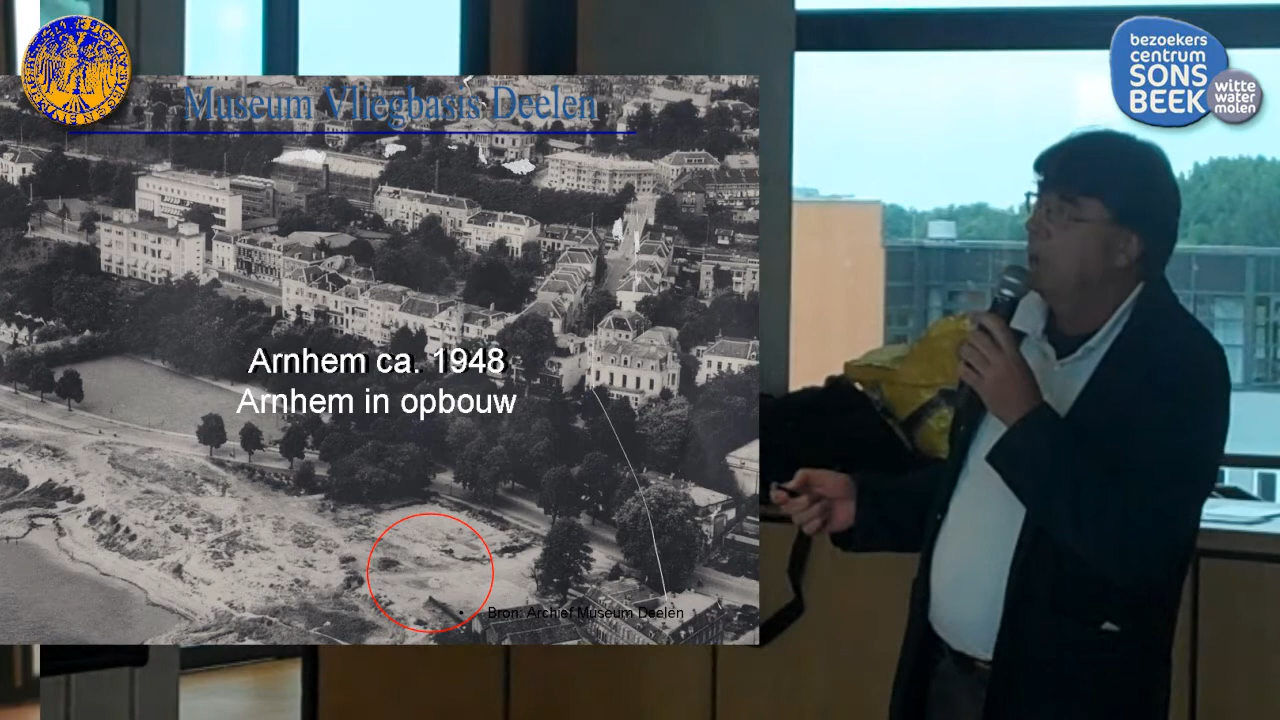 Museum Vliegbasis Deelen
bezoekers
centrum
SONS
BEEK
witte
water
molen
Arnhem ca. 1948
Arnhem in opbouw
• Bron: Archief Museum Deelen